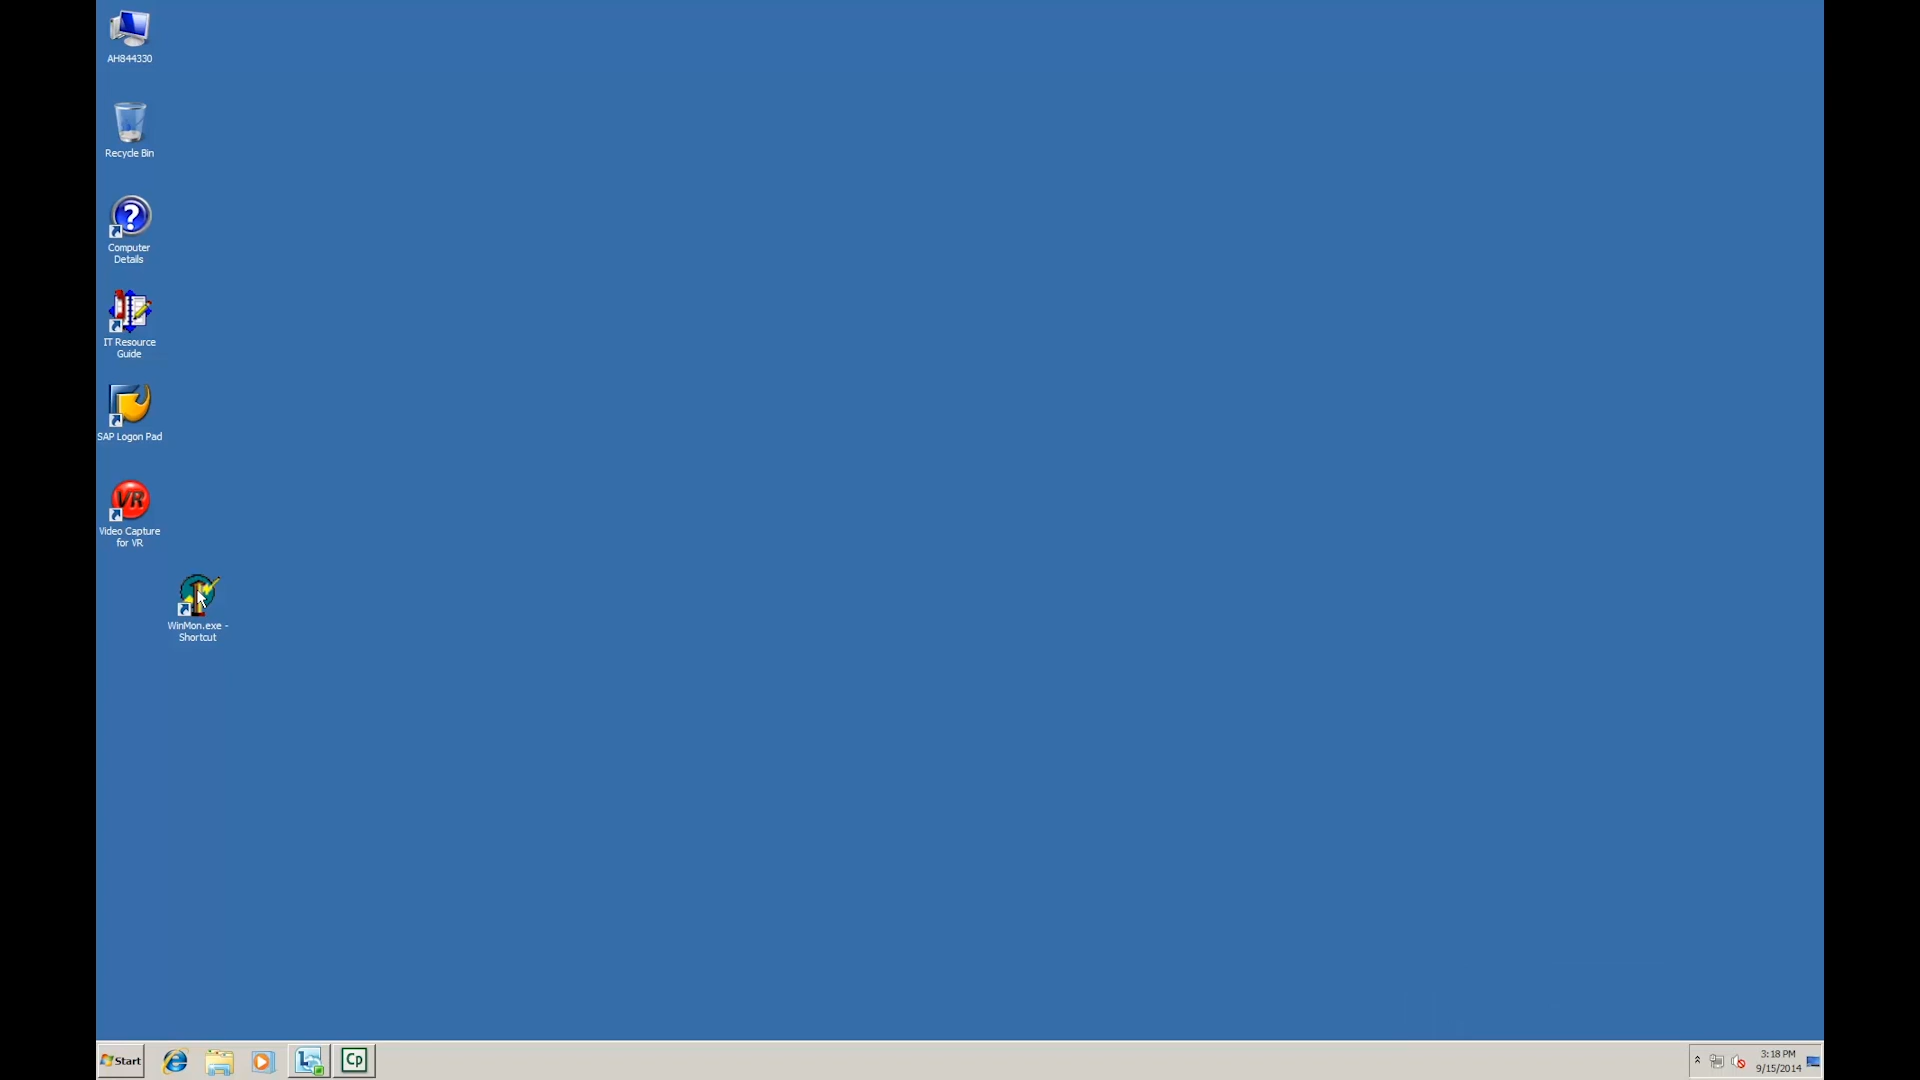 AH844330
Recycle Bin
Computer
Details
IT Resource
Guide
SAP Logon Pad
VR
Video Capture
for VR
WinMon.exe -
Shortcut
Start
Cp
3:18 PM
9/15/2014